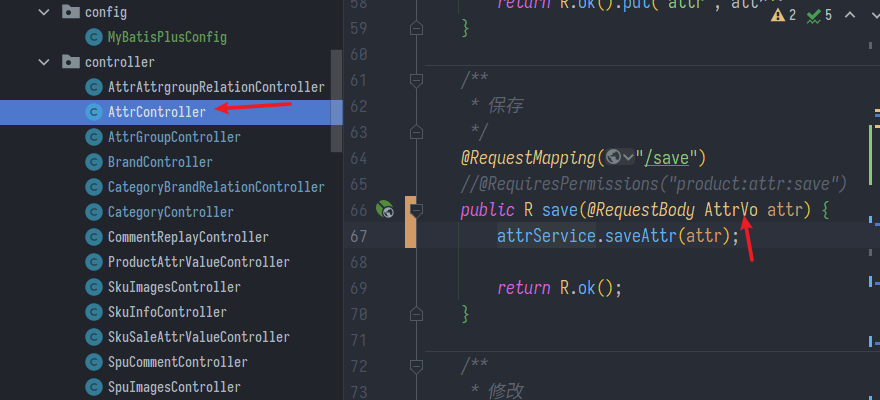 config
MyBatisPlusConfig
controller
AttrAttrgroupRelationController
AttrController
AttrGroupController
BrandController
CategoryBrandRelationController
CategoryController
CommentReplayController
ProductAttrValueController
SkuImagesController
SkuInfoController
SkuSaleAttrValueController
SpuCommentController
SpuImagesController
2 5
58 return R.ok().put("attr", att
59 }
60
61 /**
62 * 保存
63 */
64 @RequestMapping("/save")
65 //@RequiresPermissions("product:attr:save")
66 public R save(@RequestBody AttrVo attr) {
67 attrService.saveAttr(attr);
68
69 return R.ok();
70 }
71
72 /**
73 * 修改